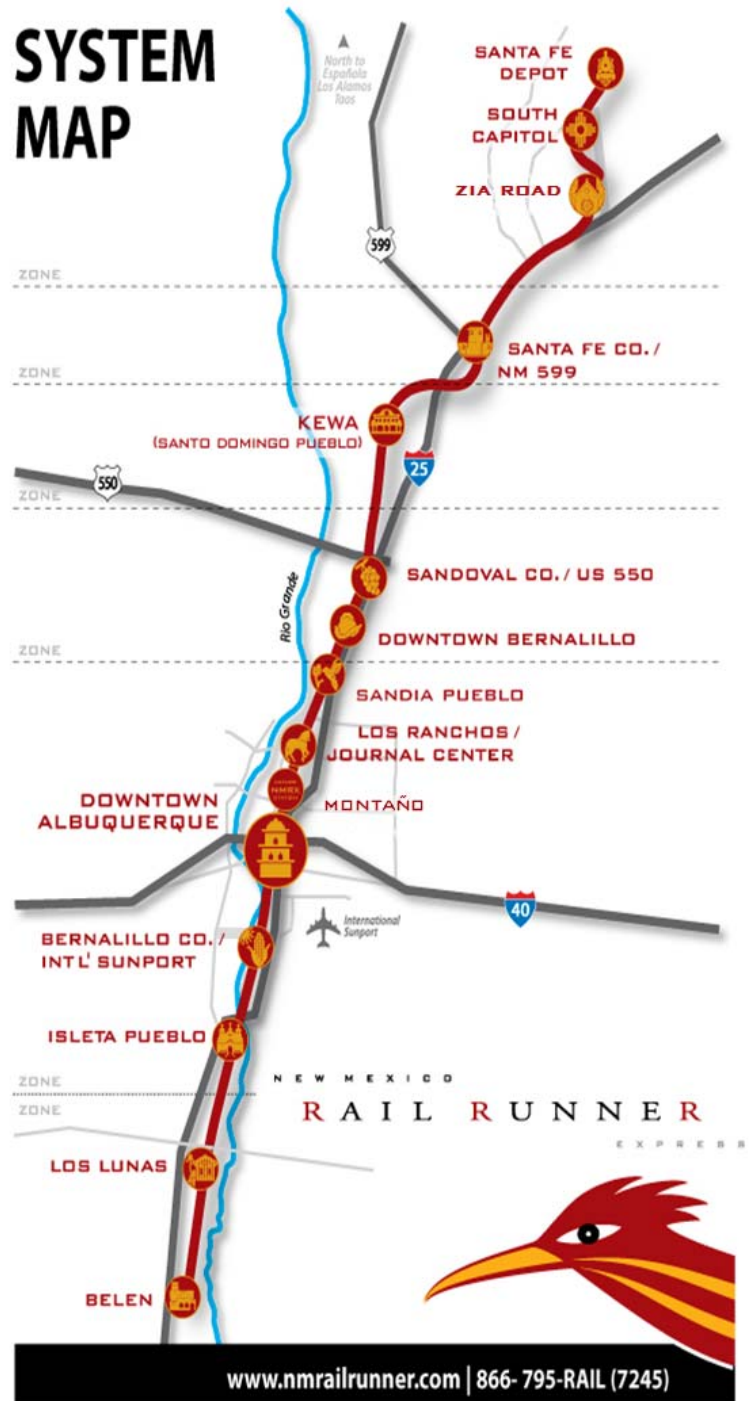 SYSTEM
MAP
North to
Española
Los Alamos
Taos
SANTA FE
DEPOT
SOUTH
CAPITOL
ZIA ROAD
599
ZONE
SANTA FE CO. /
NM 599
ZONE
KEWA
(SANTO DOMINGO PUEBLO)
25
550
ZONE
SANDOVAL CO. / US 550
Rio Grande
DOWNTOWN BERNALILLO
ZONE
SANDIA PUEBLO
LOS RANCHOS /
JOURNAL CENTER
NMRX
MONTAÑO
DOWNTOWN
ALBUQUERQUE
40
International
Sunport
BERNALILLO CO. /
INTL' SUNPORT
ISLETA PUEBLO
ZONE
ZONE
NEW MEXICO
RAIL RUNNER
EXPRESS
LOS LUNAS
BELEN
www.nmrailrunner.com | 866- 795-RAIL (7245)